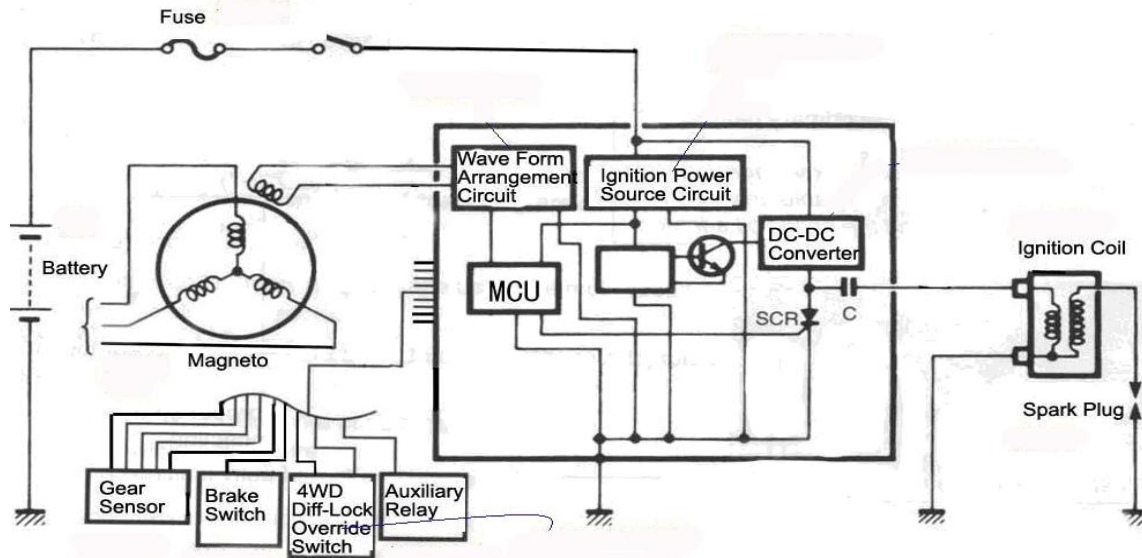 Fuse
Wave Form
Arrangement
Circuit
Ignition Power
Source Circuit
DC-DC
Converter
Ignition Coil
Battery
MCU
SCR
C
Magneto
Spark Plug
Gear
Sensor
Brake
Switch
4WD
Diff-Lock
Override
Switch
Auxiliary
Relay